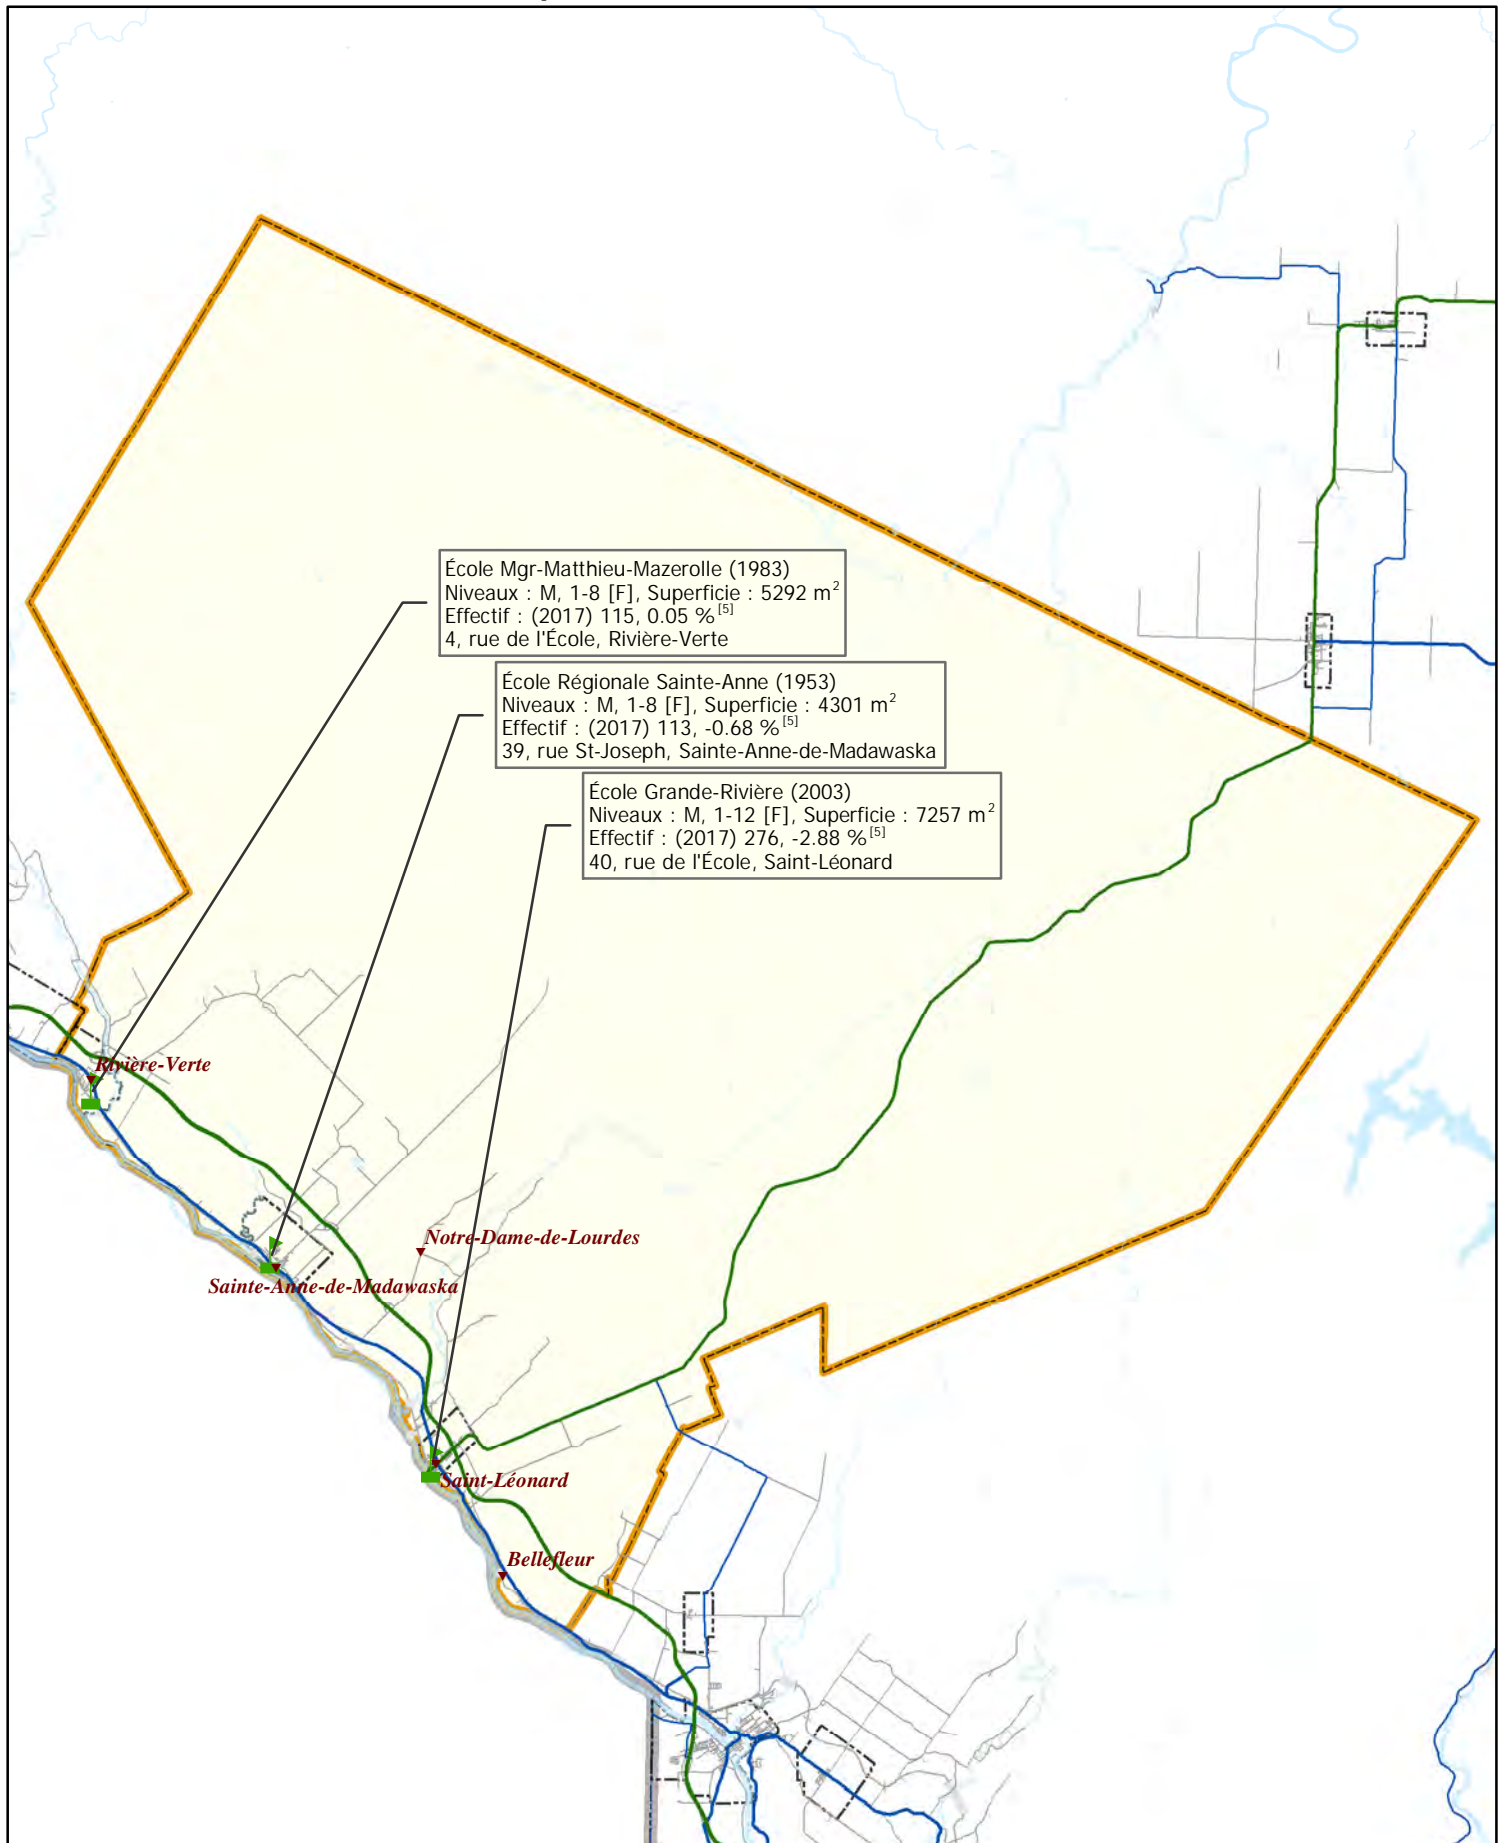 École Mgr-Matthieu-Mazerolle (1983)
Niveaux : M, 1-8 [F], Superficie : 5292 m²
Effectif : (2017) 115, 0.05 % [5]
4, rue de l'École, Rivière-Verte
École Régionale Sainte-Anne (1953)
Niveaux : M, 1-8 [F], Superficie : 4301 m²
Effectif : (2017) 113, -0.68 % [5]
39, rue St-Joseph, Sainte-Anne-de-Madawaska
École Grande-Rivière (2003)
Niveaux : M, 1-12 [F], Superficie : 7257 m²
Effectif : (2017) 276, -2.88 % [5]
40, rue de l'École, Saint-Léonard
Rivière-Verte
Notre-Dame-de-Lourdes
Sainte-Anne-de-Madawaska
Saint-Léonard
Bellefleur